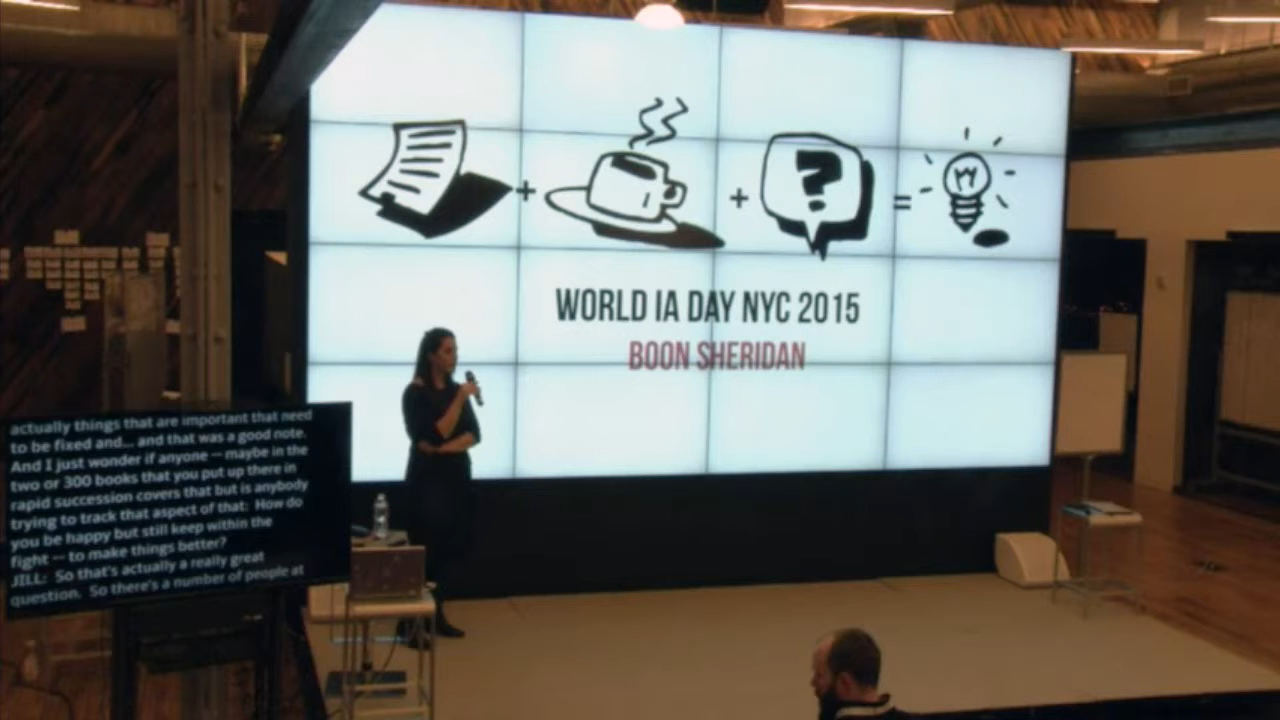 + + ? =
WORLD IA DAY NYC 2015
BOON SHERIDAN
actually things that are important that need
to be fixed and... and that was a good note.
And I just wonder if anyone -- maybe in the
two or 300 books that you put up there in
rapid succession covers that but is anybody
trying to track that aspect of that: How do
you be happy but still keep within the
fight -- to make things better?
JILL: So that's actually a really great
question. So there's a number of people at